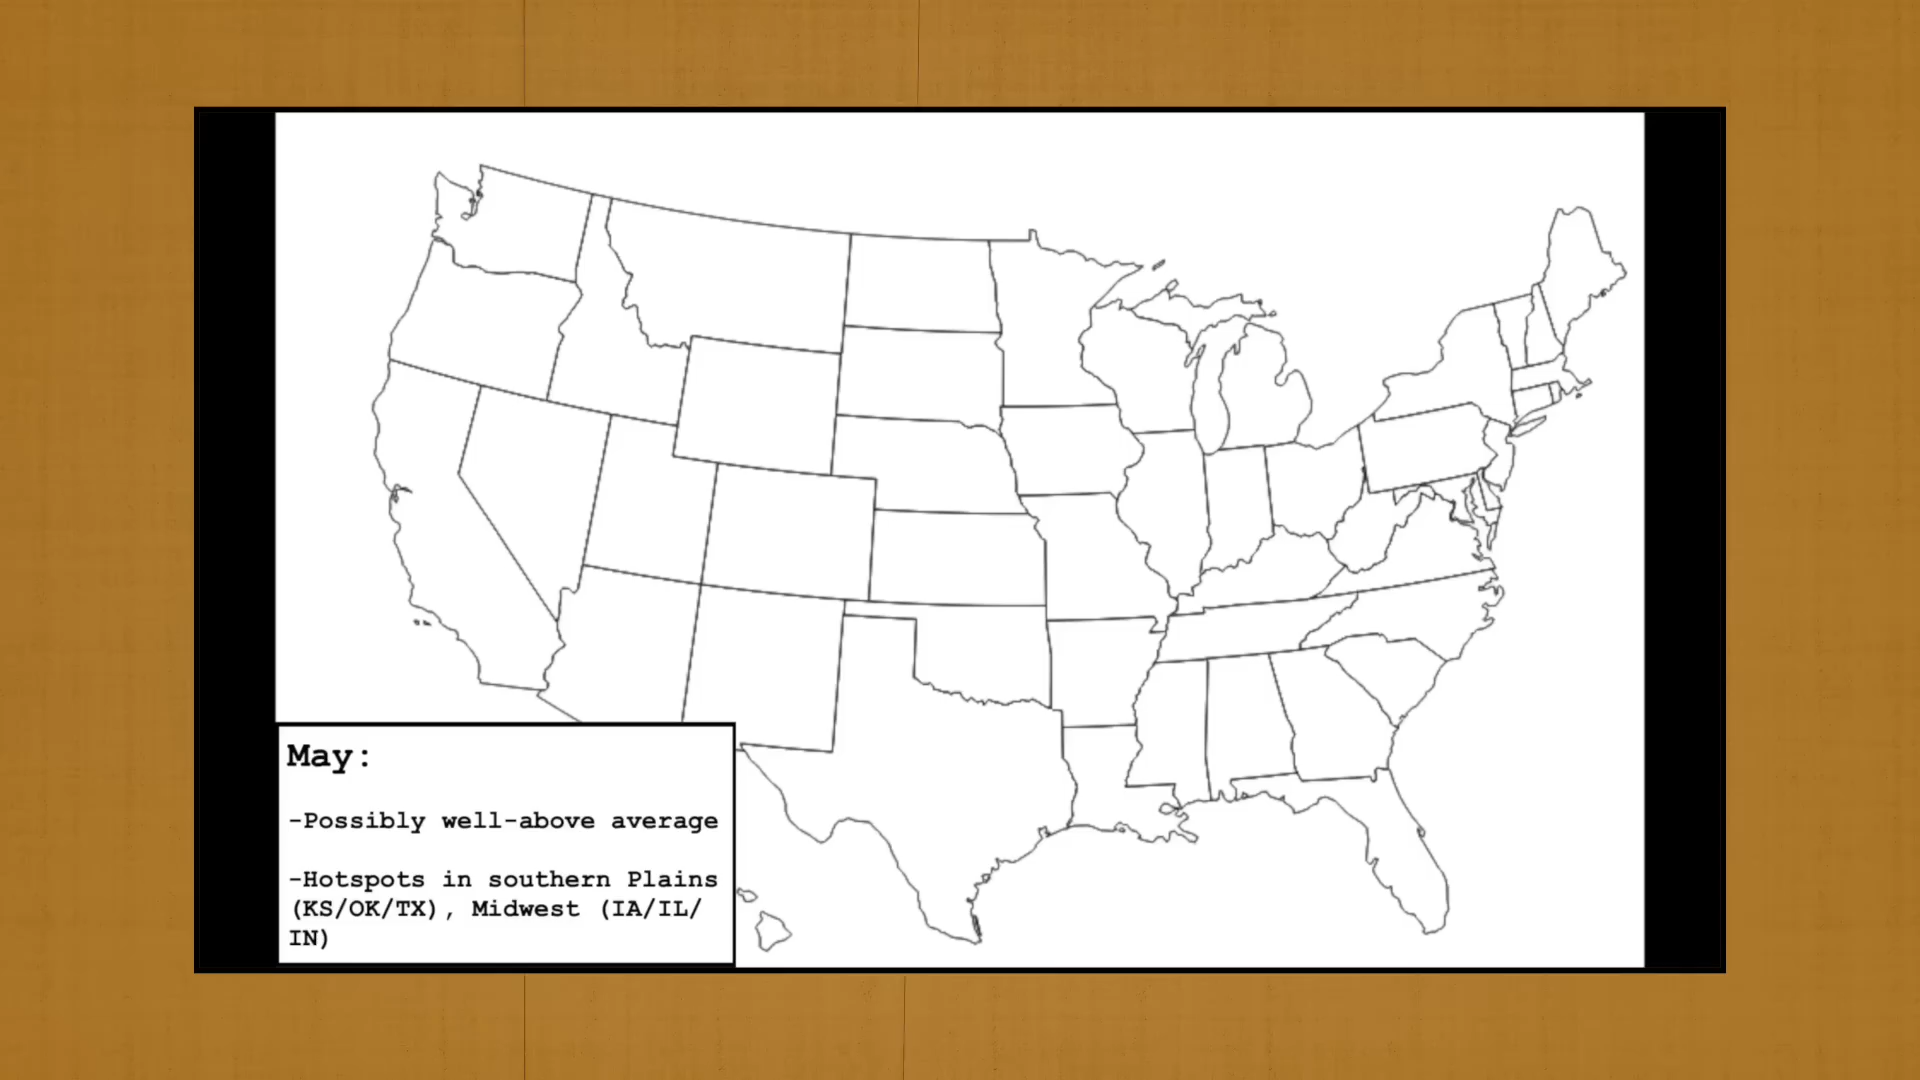 May:
-Possibly well-above average
-Hotspots in southern Plains
(KS/OK/TX), Midwest (IA/IL/
IN)